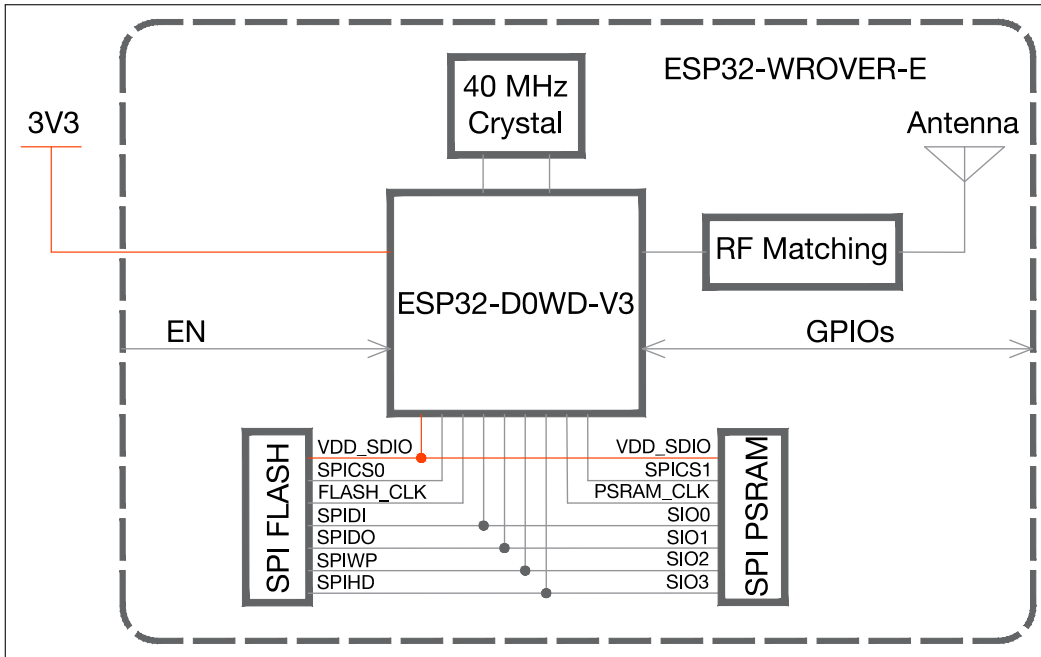 ESP32-WROVER-E
40 MHz
Crystal
3V3
Antenna
RF Matching
ESP32-D0WD-V3
EN
GPIOs
SPI FLASH
VDD_SDIO
SPICS0
FLASH_CLK
SPIDI
SPIDO
SPIWP
SPIHD
VDD_SDIO
SPICS1
PSRAM_CLK
SIO0
SIO1
SIO2
SIO3
SPI PSRAM